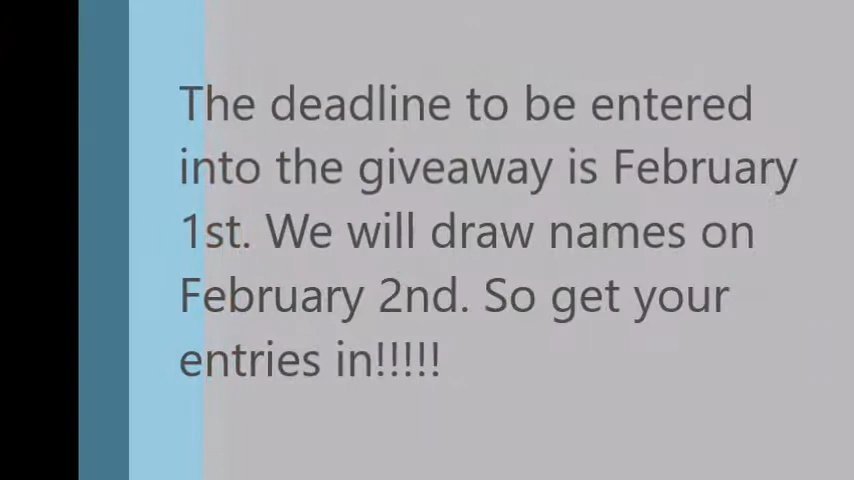 The deadline to be entered
into the giveaway is February
1st. We will draw names on
February 2nd. So get your
entries in!!!!!